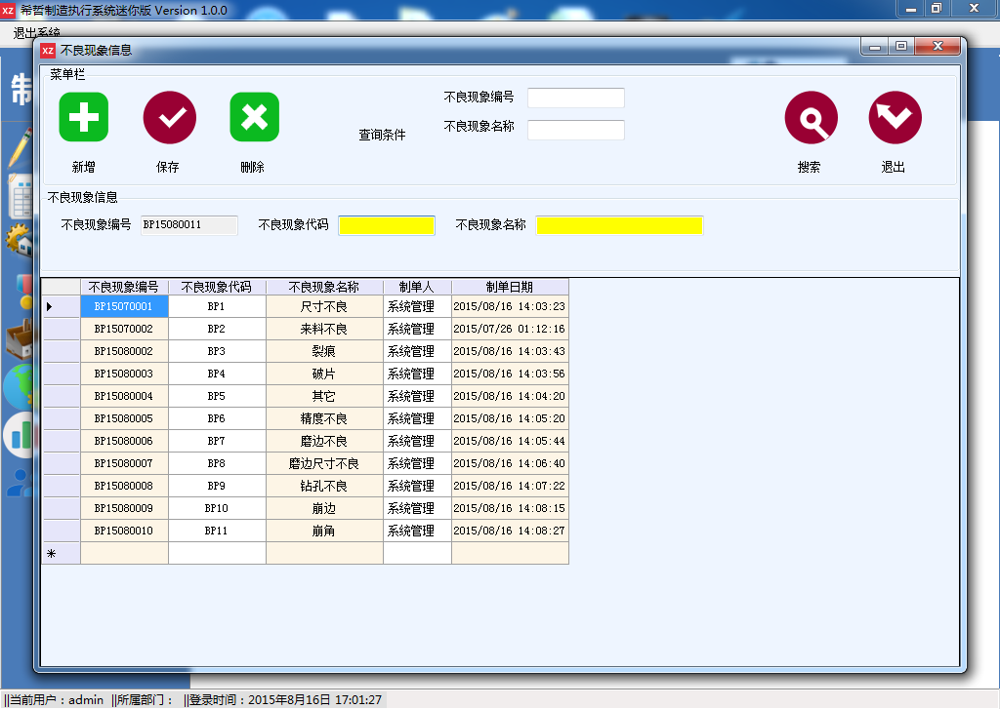 XZ 希哲制造执行系统迷你版 Version 1.0.0
退出系统
XZ 不良现象信息
制
菜单栏
新增 保存 删除
查询条件
不良现象编号
不良现象名称
搜索 退出
不良现象信息
不良现象编号 BP15080011 不良现象代码 不良现象名称
不良现象编号 不良现象代码 不良现象名称 制单人 制单日期
BP15070001 BP1 尺寸不良 系统管理 2015/08/16 14:03:23
BP15070002 BP2 来料不良 系统管理 2015/07/26 01:12:16
BP15080002 BP3 裂痕 系统管理 2015/08/16 14:03:43
BP15080003 BP4 破片 系统管理 2015/08/16 14:03:56
BP15080004 BP5 其它 系统管理 2015/08/16 14:04:20
BP15080005 BP6 精度不良 系统管理 2015/08/16 14:05:20
BP15080006 BP7 磨边不良 系统管理 2015/08/16 14:05:44
BP15080007 BP8 磨边尺寸不良 系统管理 2015/08/16 14:06:40
BP15080008 BP9 钻孔不良 系统管理 2015/08/16 14:07:22
BP15080009 BP10 崩边 系统管理 2015/08/16 14:08:15
BP15080010 BP11 崩角 系统管理 2015/08/16 14:08:27
||当前用户：admin ||所属部门： ||登录时间：2015年8月16日 17:01:27